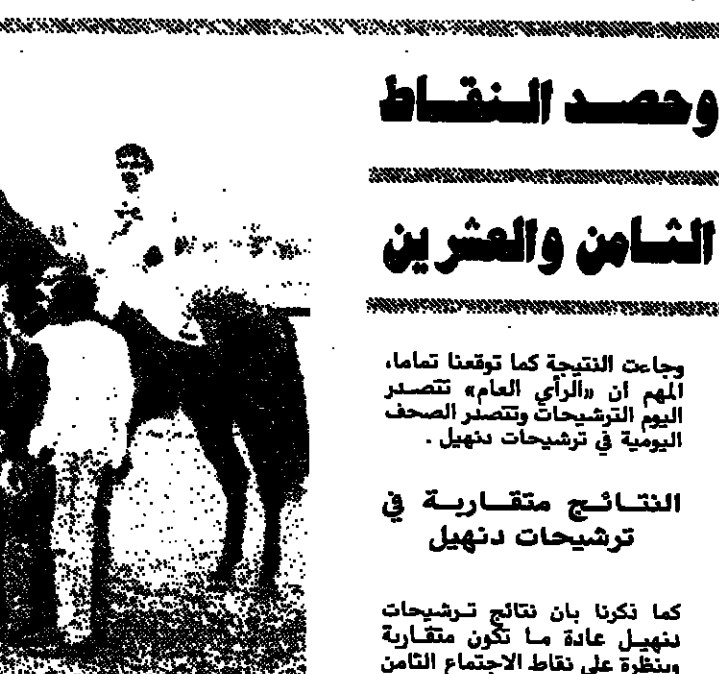 وحصد النقاط
الثامن والعشرين
وجاءت النتيجة كما توقعنا تماما،
المهم أن «الرأي العام» تتصدر
اليوم الترشيحات وتتصدر الصحف
اليومية في ترشيحات دنهيل .
النتائج متقاربة في
ترشيحات دنهيل
كما ذكرنا بان نتائج ترشيحات
دنهيل عادة ما تكون متقاربة
وبنظرة على نقاط الاجتماع الثامن